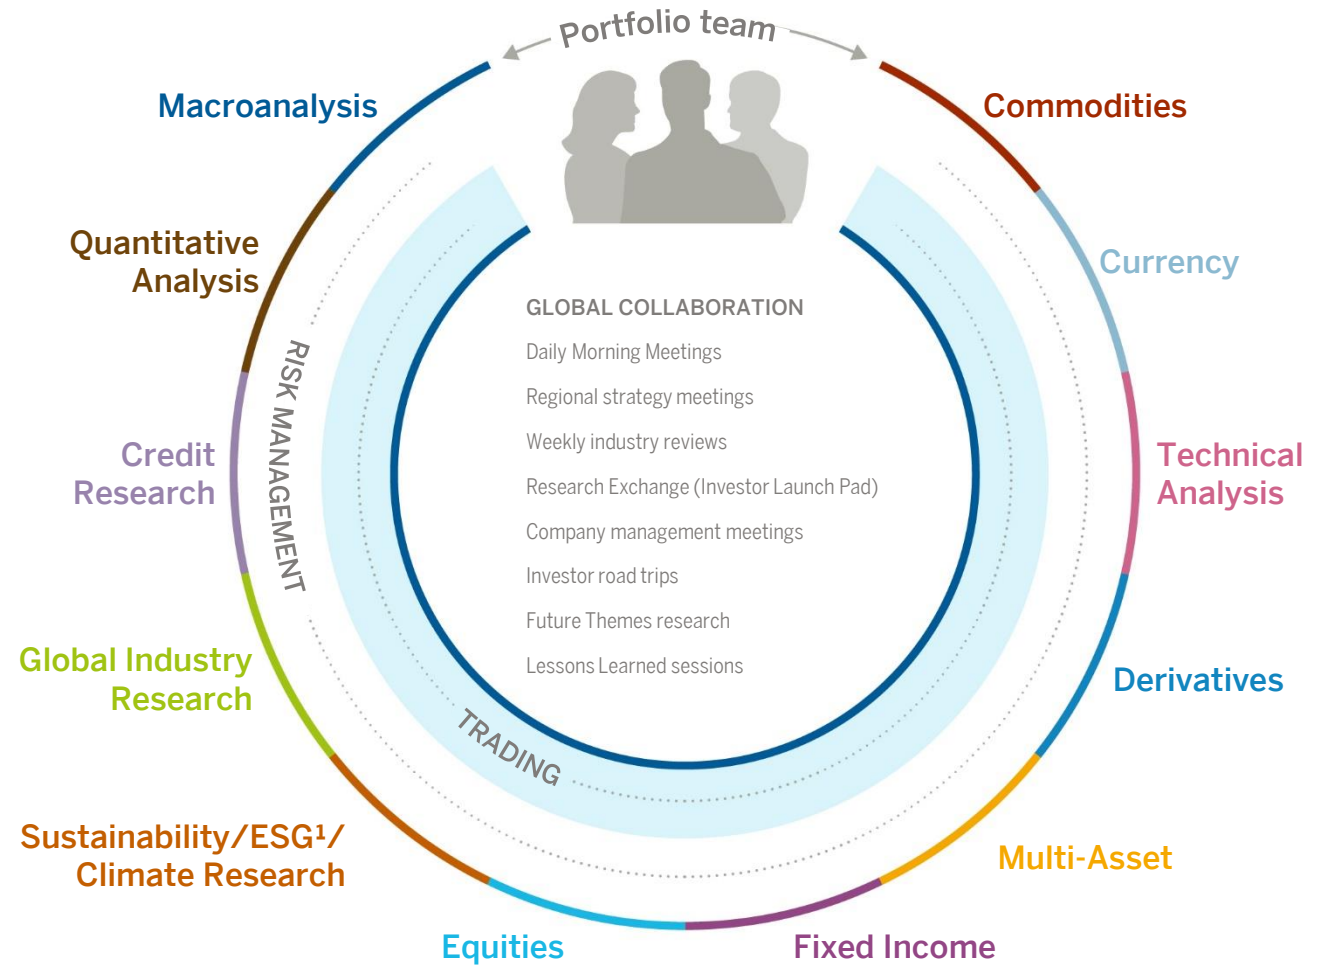 Portfolio team
Macroanalysis
Commodities
Quantitative
Analysis
Currency
GLOBAL COLLABORATION
Daily Morning Meetings
Regional strategy meetings
Weekly industry reviews
Research Exchange (Investor Launch Pad)
Company management meetings
Investor road trips
Future Themes research
Lessons Learned sessions
RISK MANAGEMENT
Credit
Research
Technical
Analysis
Global Industry
Research
Derivatives
TRADING
Sustainability/ESG¹/
Climate Research
Multi-Asset
Equities
Fixed Income